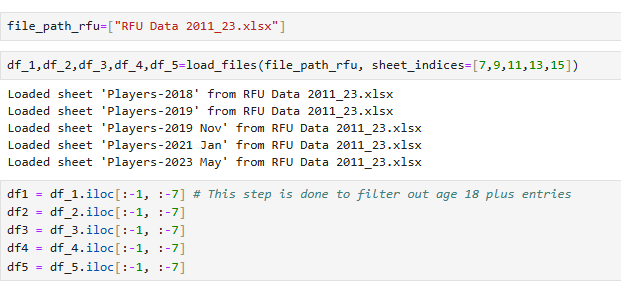 file_path_rfu=["RFU Data 2011_23.xlsx"]
df_1,df_2,df_3,df_4,df_5=load_files(file_path_rfu, sheet_indices=[7,9,11,13,15])
Loaded sheet 'Players-2018' from RFU Data 2011_23.xlsx
Loaded sheet 'Players-2019' from RFU Data 2011_23.xlsx
Loaded sheet 'Players-2019 Nov' from RFU Data 2011_23.xlsx
Loaded sheet 'Players-2021 Jan' from RFU Data 2011_23.xlsx
Loaded sheet 'Players-2023 May' from RFU Data 2011_23.xlsx
df1 = df_1.iloc[:-1, :-7] # This step is done to filter out age 18 plus entries
df2 = df_2.iloc[:-1, :-7]
df3 = df_3.iloc[:-1, :-7]
df4 = df_4.iloc[:-1, :-7]
df5 = df_5.iloc[:-1, :-7]